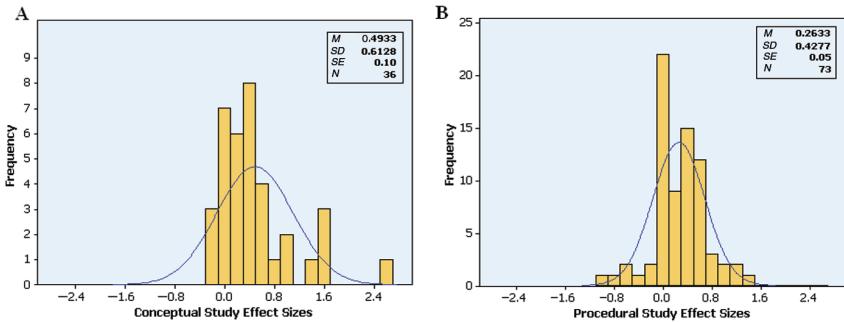 A
M 0.4933
SD 0.6128
SE 0.10
N 36
9
8
7
6
5
4
3
2
1
0
Frequency
−2.4 −1.6 −0.8 0.0 0.8 1.6 2.4
Conceptual Study Effect Sizes
B
M 0.2633
SD 0.4277
SE 0.05
N 73
25
20
15
10
5
0
Frequency
−2.4 −1.6 −0.8 0.0 0.8 1.6 2.4
Procedural Study Effect Sizes